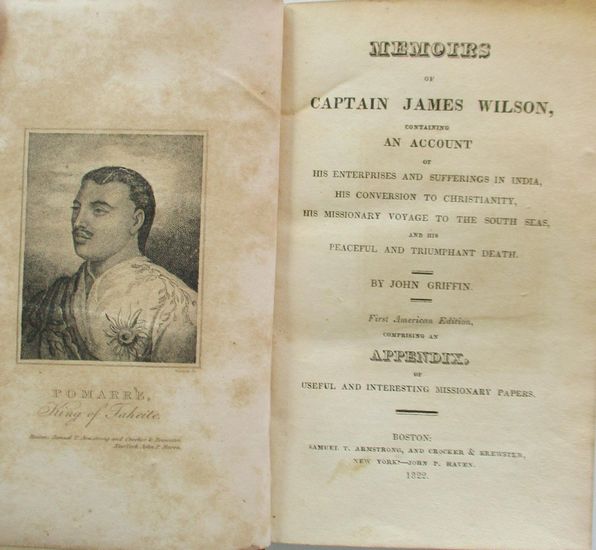 POMARRE,
King of Taheite.
Boston: Samuel T. Armstrong and Crocker & Brewster
New York John P. Haven.
MEMOIRS
OF
CAPTAIN JAMES WILSON,
CONTAINING
AN ACCOUNT
OF
HIS ENTERPRISES AND SUFFERINGS IN INDIA,
HIS CONVERSION TO CHRISTIANITY,
HIS MISSIONARY VOYAGE TO THE SOUTH SEAS,
AND HIS
PEACEFUL AND TRIUMPHANT DEATH.
BY JOHN GRIFFIN.
First American Edition,
COMPRISING AN
APPENDIX,
OF
USEFUL AND INTERESTING MISSIONARY PAPERS.
BOSTON:
SAMUEL T. ARMSTRONG, AND CROCKER & BREWSTER,
NEW YORK:—JOHN P. HAVEN.
1822.